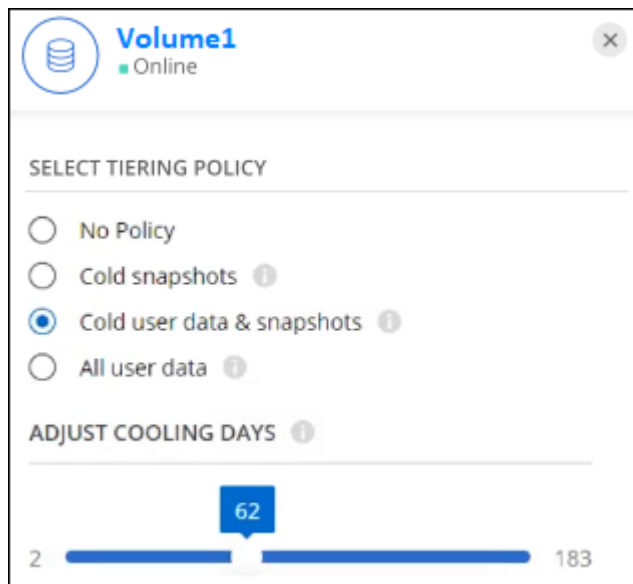 Volume1
Online
SELECT TIERING POLICY
No Policy
Cold snapshots
Cold user data & snapshots
All user data
ADJUST COOLING DAYS
62
2 183